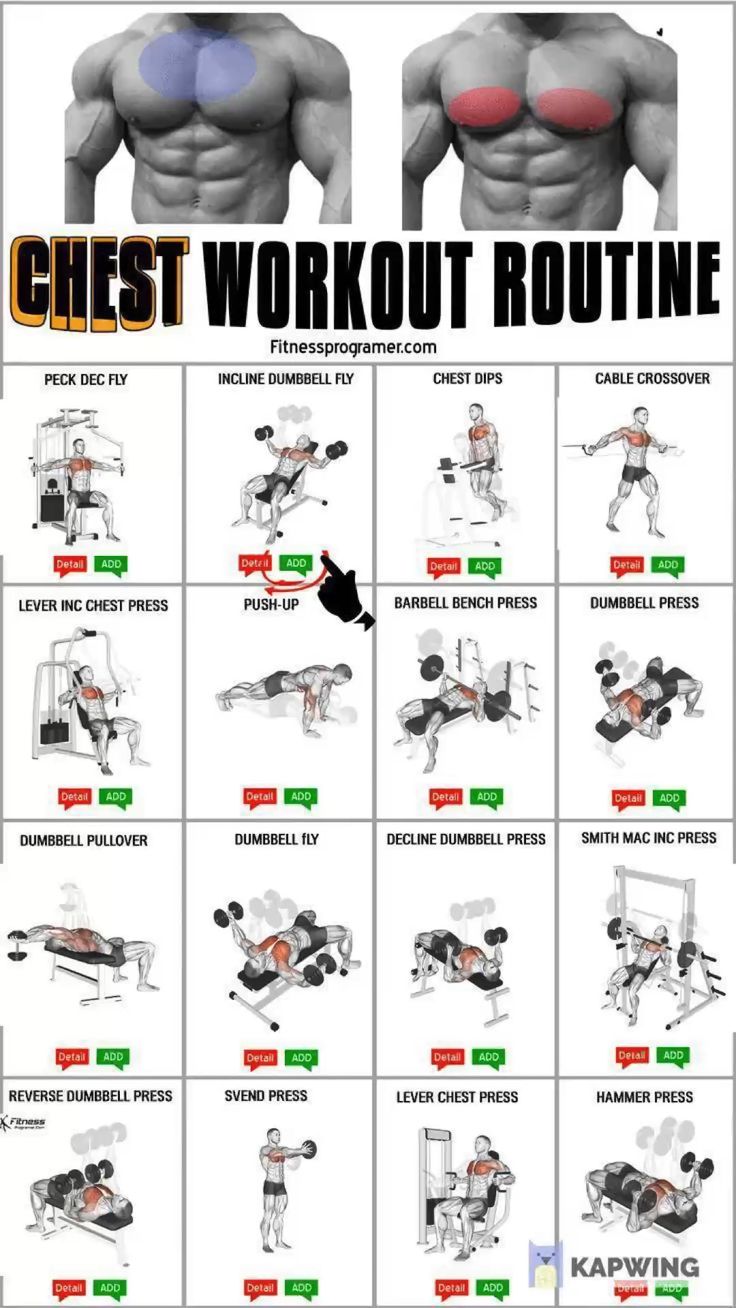 CHEST WORKOUT ROUTINE
Fitnessprogramer.com
PECK DEC FLY
INCLINE DUMBBELL FLY
CHEST DIPS
CABLE CROSSOVER
Detail ADD
Detail ADD
Detail ADD
Detail ADD
LEVER INC CHEST PRESS
PUSH-UP
BARBELL BENCH PRESS
DUMBBELL PRESS
Detail ADD
Detail ADD
Detail ADD
Detail ADD
DUMBBELL PULLOVER
DUMBBELL fLY
DECLINE DUMBBELL PRESS
SMITH MAC INC PRESS
Detail ADD
Detail ADD
Detail ADD
Detail ADD
REVERSE DUMBBELL PRESS
SVEND PRESS
LEVER CHEST PRESS
HAMMER PRESS
Fitness
Programer.Com
KAPWING
Detail ADD
Detail ADD
Detail ADD
Detail ADD